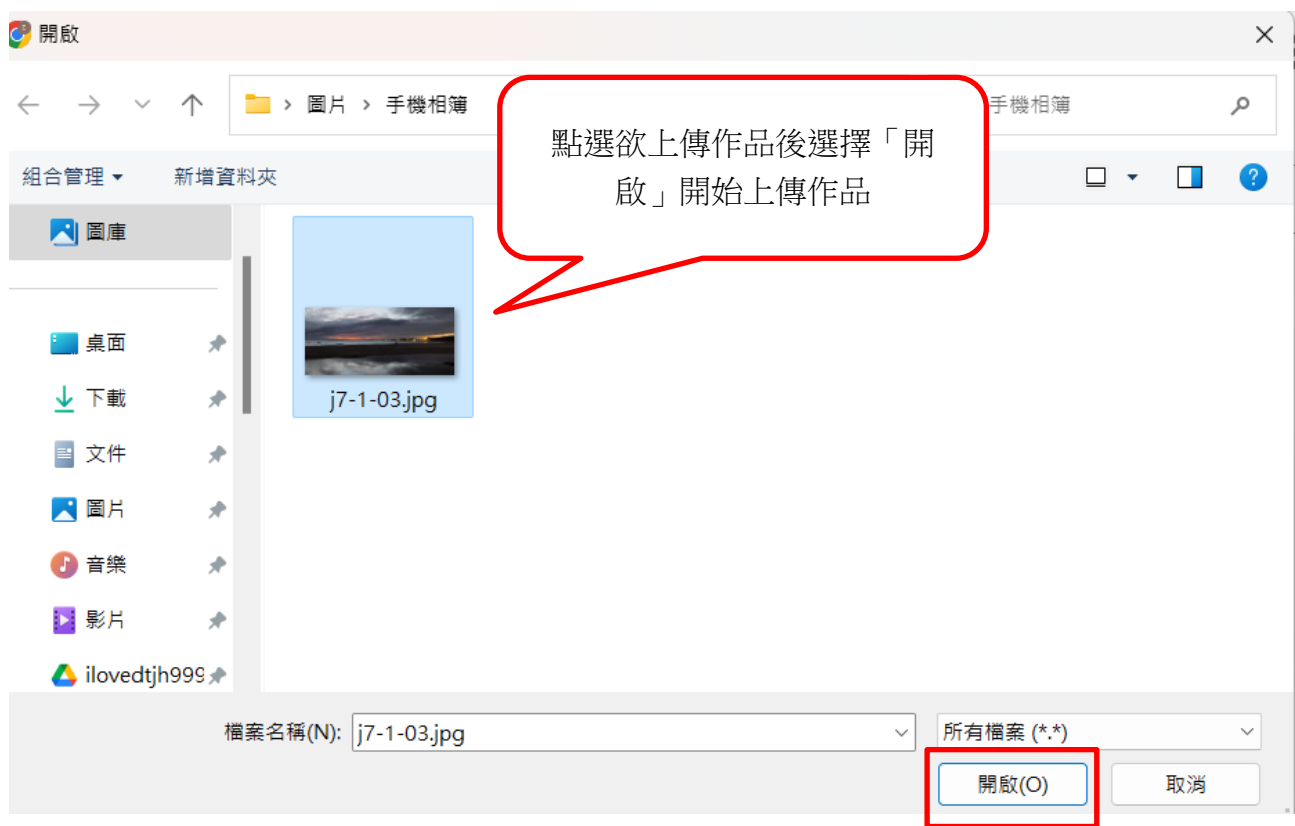 開啟
圖片 > 手機相簿
手機相簿
點選欲上傳作品後選擇「開
啟」開始上傳作品
組合管理
新增資料夾
圖庫
桌面
下載
文件
圖片
音樂
影片
ilovedtjh999
j7-1-03.jpg
檔案名稱(N): j7-1-03.jpg
所有檔案 (*.*)
開啟(O)
取消